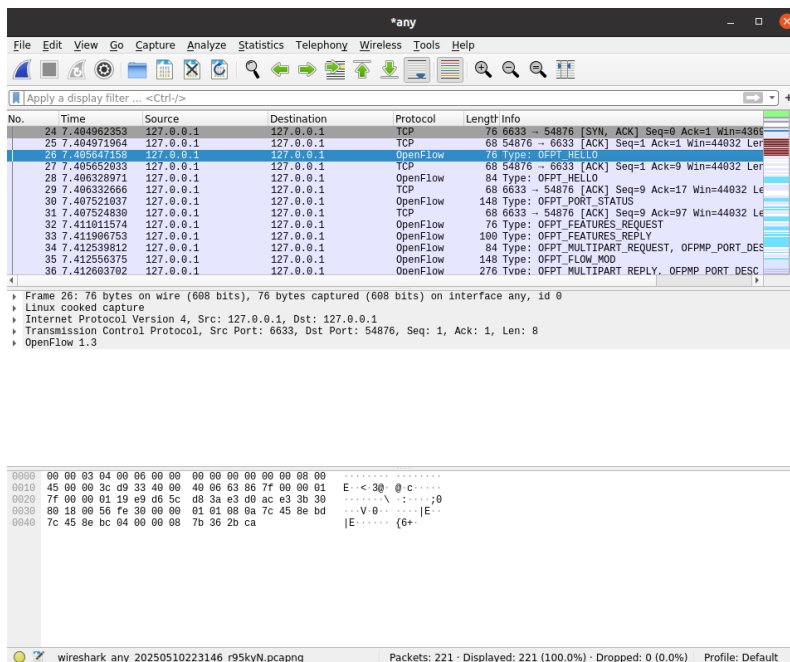 *any
File Edit View Go Capture Analyze Statistics Telephony Wireless Tools Help
Apply a display filter ... <Ctrl-/>
No. Time Source Destination Protocol Length Info
24 7.404962353 127.0.0.1 127.0.0.1 TCP 76 6633 → 54876 [SYN, ACK] Seq=0 Ack=1 Win=4369
25 7.404971964 127.0.0.1 127.0.0.1 TCP 68 54876 → 6633 [ACK] Seq=1 Ack=1 Win=44032 Ler
26 7.405647158 127.0.0.1 127.0.0.1 OpenFlow 76 Type: OFPT_HELLO
27 7.405652033 127.0.0.1 127.0.0.1 TCP 68 54876 → 6633 [ACK] Seq=1 Ack=9 Win=44032 Ler
28 7.406328971 127.0.0.1 127.0.0.1 OpenFlow 84 Type: OFPT_HELLO
29 7.406332666 127.0.0.1 127.0.0.1 TCP 68 6633 → 54876 [ACK] Seq=9 Ack=17 Win=44032 Le
30 7.407521037 127.0.0.1 127.0.0.1 OpenFlow 148 Type: OFPT_PORT_STATUS
31 7.407524830 127.0.0.1 127.0.0.1 TCP 68 6633 → 54876 [ACK] Seq=9 Ack=97 Win=44032 Le
32 7.411011574 127.0.0.1 127.0.0.1 OpenFlow 76 Type: OFPT_FEATURES_REQUEST
33 7.411906753 127.0.0.1 127.0.0.1 OpenFlow 100 Type: OFPT_FEATURES_REPLY
34 7.412539812 127.0.0.1 127.0.0.1 OpenFlow 84 Type: OFPT_MULTIPART_REQUEST, OFPMP_PORT_DES
35 7.412556375 127.0.0.1 127.0.0.1 OpenFlow 148 Type: OFPT_FLOW_MOD
36 7.412603702 127.0.0.1 127.0.0.1 OpenFlow 276 Type: OFPT_MULTIPART_REPLY, OFPMP_PORT_DESC
Frame 26: 76 bytes on wire (608 bits), 76 bytes captured (608 bits) on interface any, id 0
Linux cooked capture
Internet Protocol Version 4, Src: 127.0.0.1, Dst: 127.0.0.1
Transmission Control Protocol, Src Port: 6633, Dst Port: 54876, Seq: 1, Ack: 1, Len: 8
OpenFlow 1.3
0000 00 00 03 04 00 06 00 00 00 00 00 00 00 00 08 00 ········ ········
0010 45 00 00 3c d9 33 40 00 40 06 63 86 7f 00 00 01 E··<·3@· @·c·····
0020 7f 00 00 01 19 e9 d6 5c d8 3a e3 d0 ac e3 3b 30 ·······\ ·:····;0
0030 80 18 00 56 fe 30 00 00 01 01 08 0a 7c 45 8e bd ···V·0·· ····|E··
0040 7c 45 8e bc 04 00 00 08 7b 36 2b ca |E······ {6+·
wireshark_any_20250510223146_r95kyN.pcapng Packets: 221 · Displayed: 221 (100.0%) · Dropped: 0 (0.0%) Profile: Default